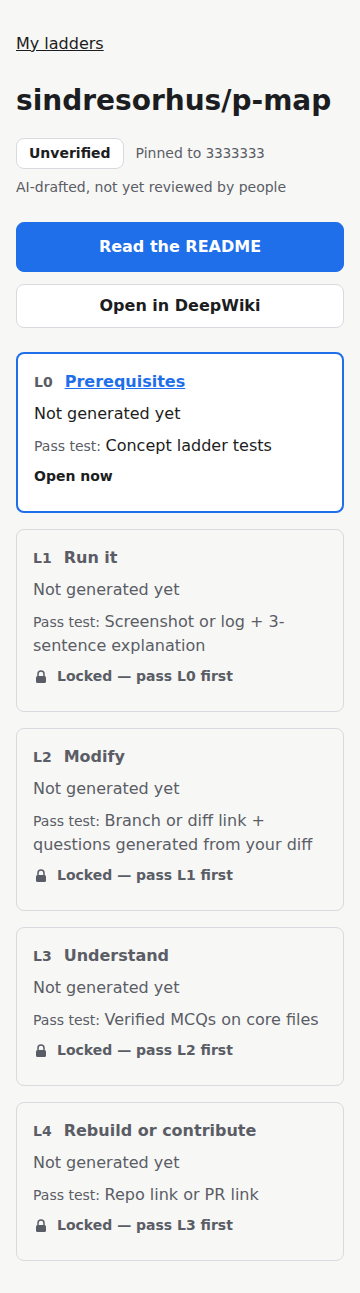 My ladders
sindresorhus/p-map
Unverified
Pinned to 3333333
AI-drafted, not yet reviewed by people
Read the README
Open in DeepWiki
L0 Prerequisites
Not generated yet
Pass test: Concept ladder tests
Open now
L1 Run it
Not generated yet
Pass test: Screenshot or log + 3-
sentence explanation
Locked — pass L0 first
L2 Modify
Not generated yet
Pass test: Branch or diff link +
questions generated from your diff
Locked — pass L1 first
L3 Understand
Not generated yet
Pass test: Verified MCQs on core files
Locked — pass L2 first
L4 Rebuild or contribute
Not generated yet
Pass test: Repo link or PR link
Locked — pass L3 first